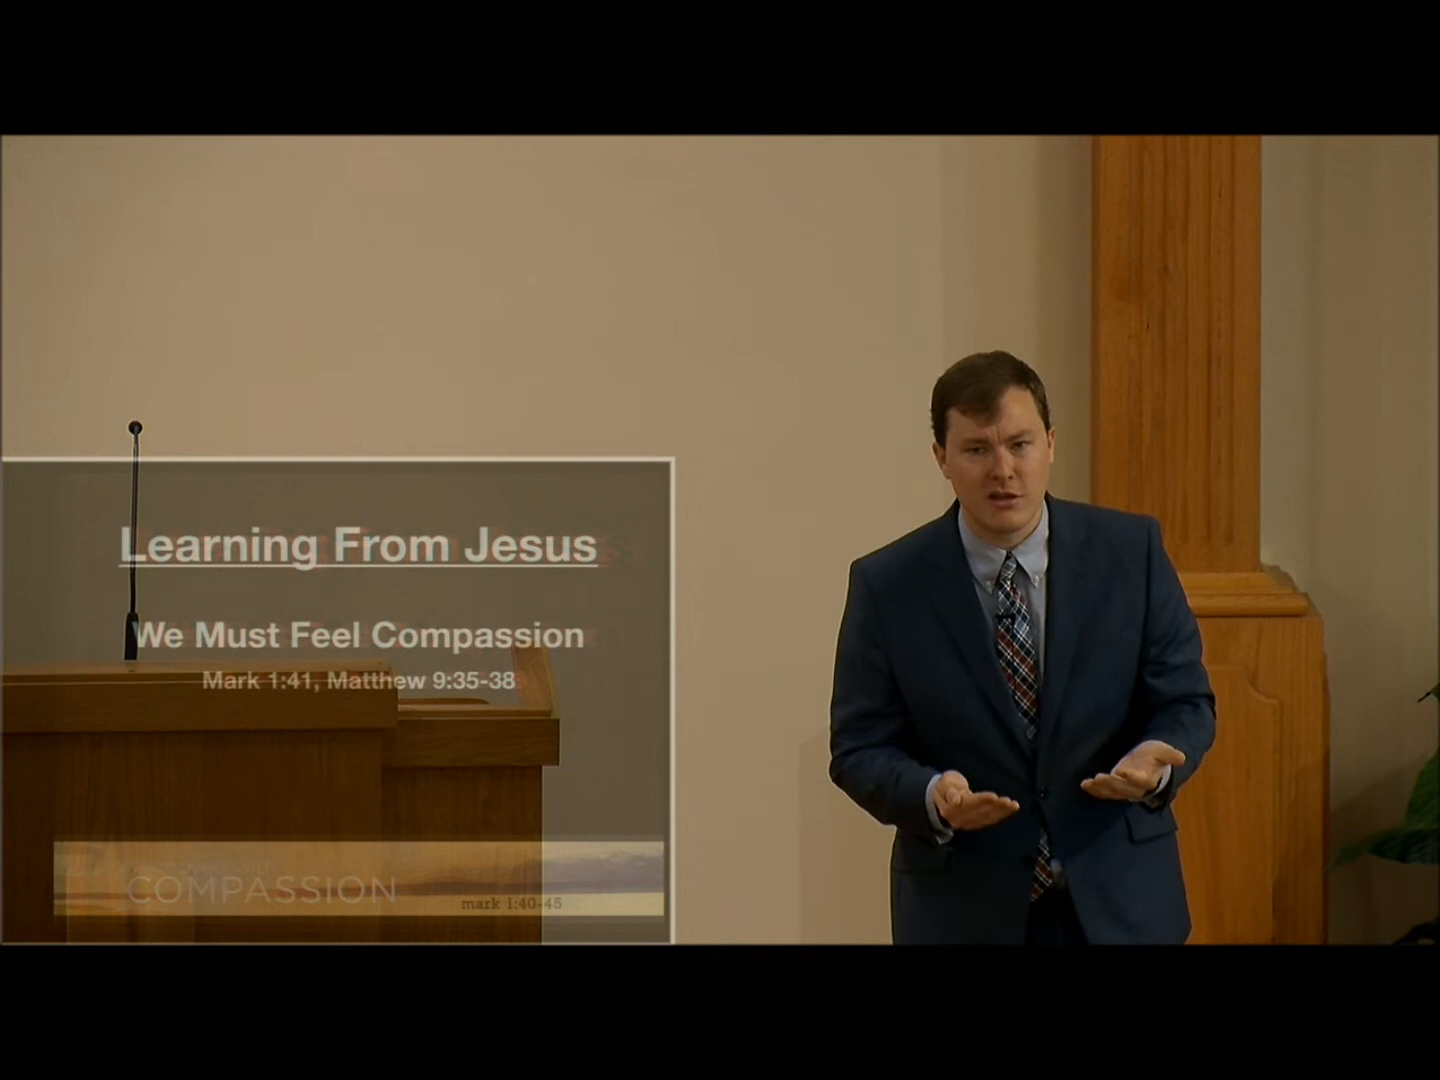 Learning From Jesus
We Must Feel Compassion
Mark 1:41, Matthew 9:35-38
COMPASSION
mark 1:40-45